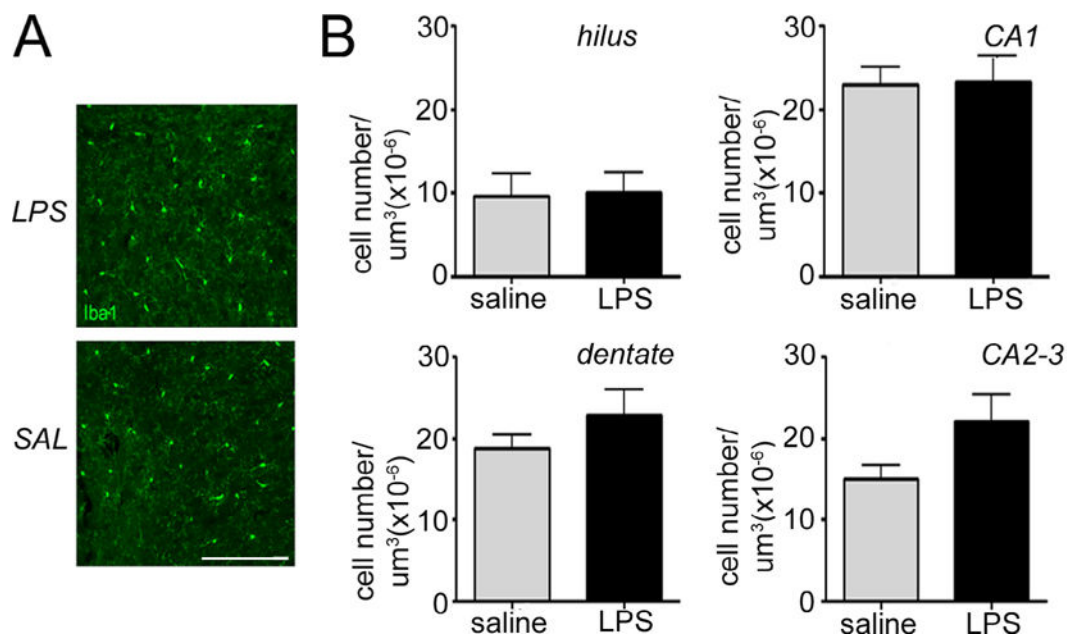 A
LPS
Iba1
SAL
B
hilus
cell number/
um³(x10⁻⁶)
30
20
10
0
saline
LPS
CA1
cell number/
um³(x10⁻⁶)
30
20
10
0
saline
LPS
dentate
cell number/
um³(x10⁻⁶)
30
20
10
0
saline
LPS
CA2-3
cell number/
um³(x10⁻⁶)
30
20
10
0
saline
LPS